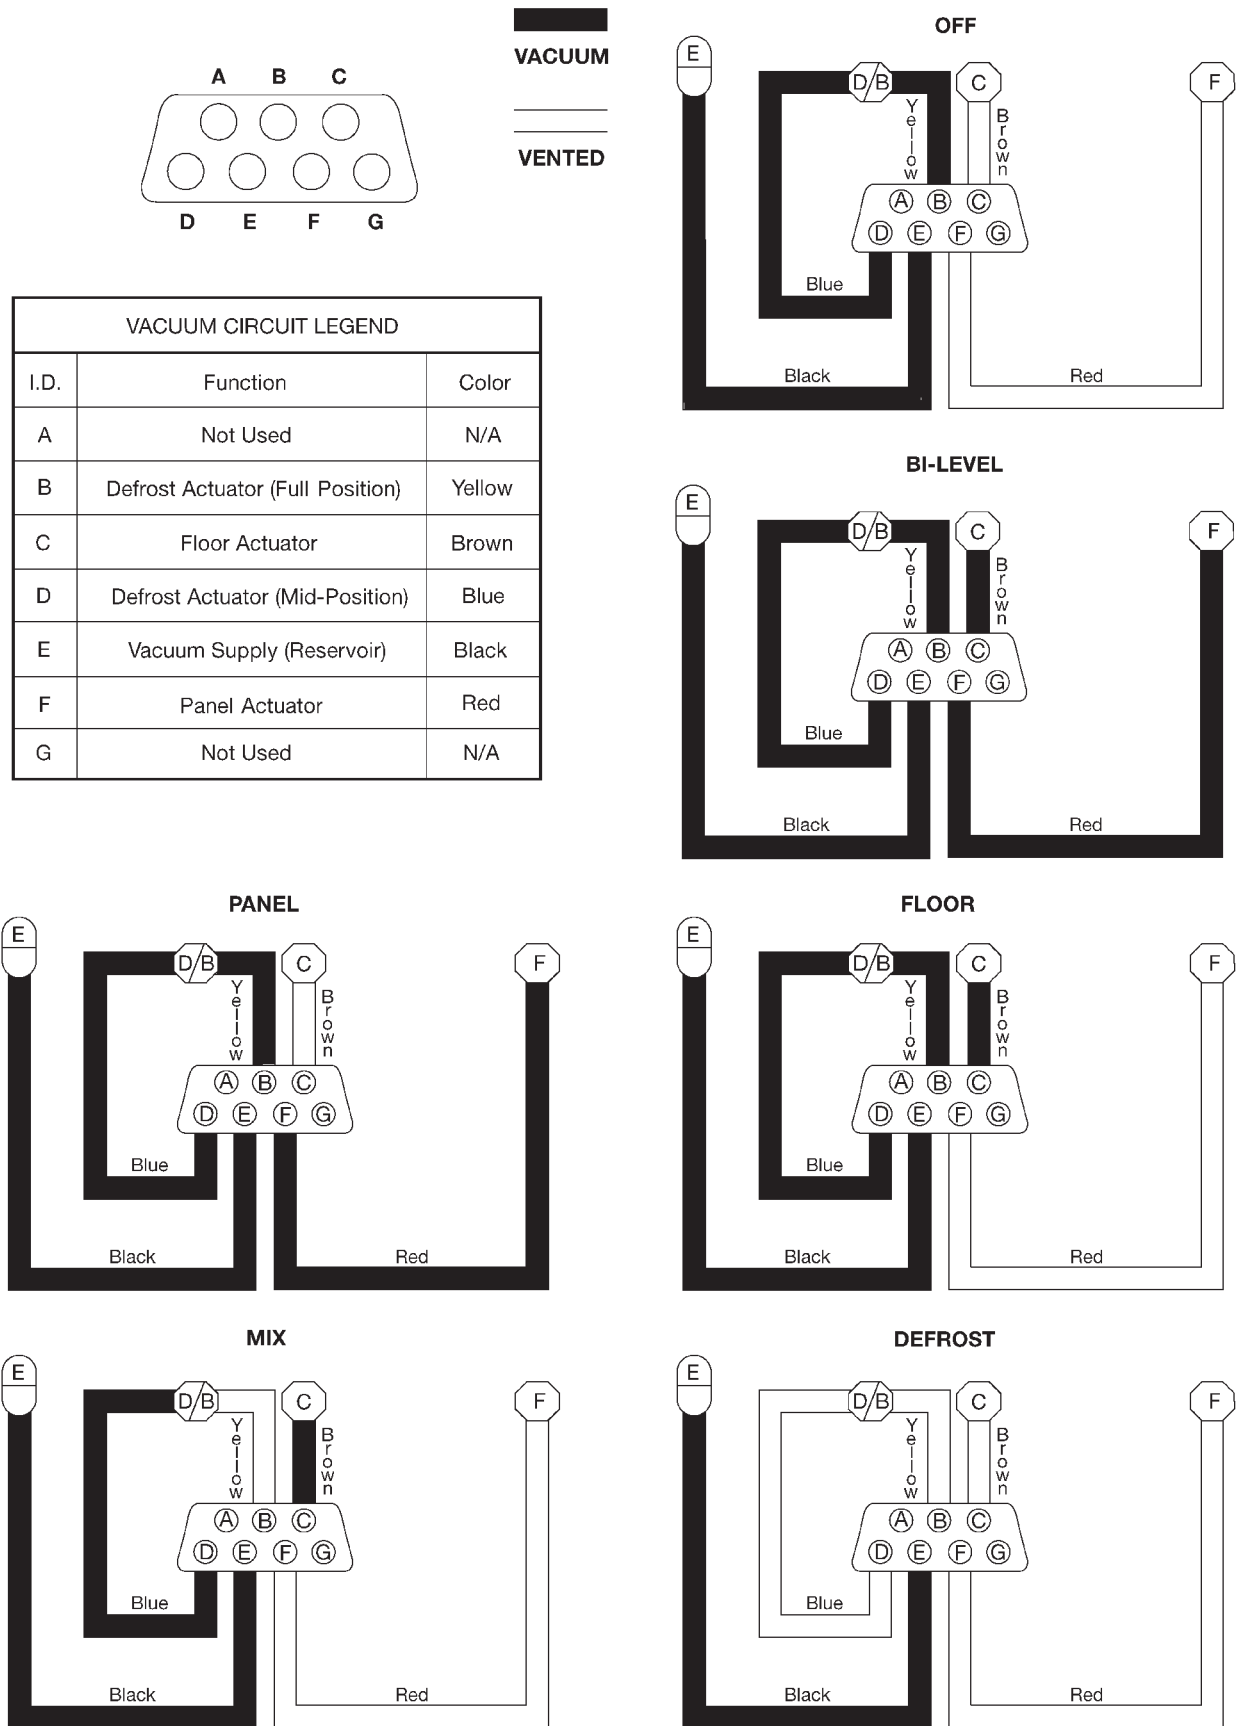 A B C
D E F G
VACUUM
VENTED
VACUUM CIRCUIT LEGEND
I.D. Function Color
A Not Used N/A
B Defrost Actuator (Full Position) Yellow
C Floor Actuator Brown
D Defrost Actuator (Mid-Position) Blue
E Vacuum Supply (Reservoir) Black
F Panel Actuator Red
G Not Used N/A
OFF
E D/B C F
Yellow
Brown
A B C
D E F G
Blue
Black
Red
BI-LEVEL
E D/B C F
Yellow
Brown
A B C
D E F G
Blue
Black
Red
PANEL
E D/B C F
Yellow
Brown
A B C
D E F G
Blue
Black
Red
FLOOR
E D/B C F
Yellow
Brown
A B C
D E F G
Blue
Black
Red
MIX
E D/B C F
Yellow
Brown
A B C
D E F G
Blue
Black
Red
DEFROST
E D/B C F
Yellow
Brown
A B C
D E F G
Blue
Black
Red